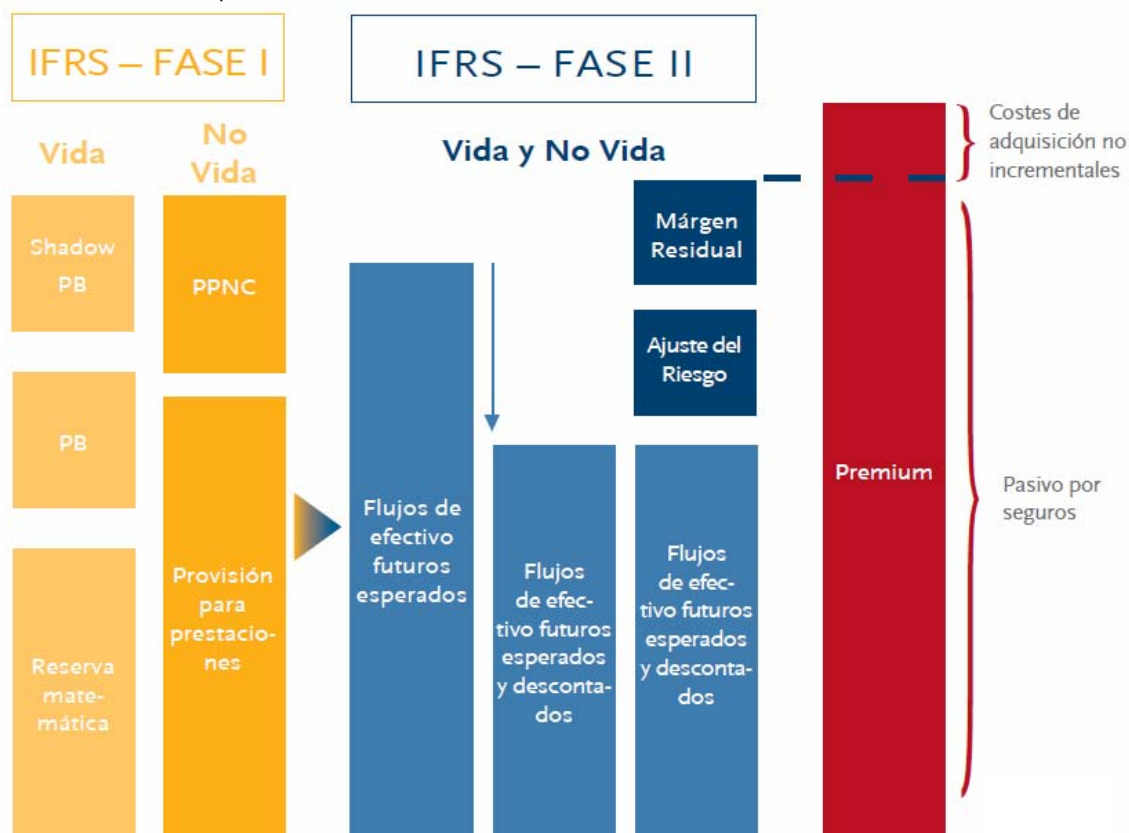 IFRS – FASE I
IFRS – FASE II
Vida
No
Vida
Vida y No Vida
Shadow
PB
PB
Reserva
mate-
mática
PPNC
Provisión
para
prestacio-
nes
Flujos de
efectivo
futuros
esperados
Flujos
de efec-
tivo futuros
esperados
y desconta-
dos
Márgen
Residual
Ajuste del
Riesgo
Flujos
de efec-
tivo futuros
esperados
y desconta-
dos
Premium
Costes de
adquisición no
incrementales
Pasivo por
seguros